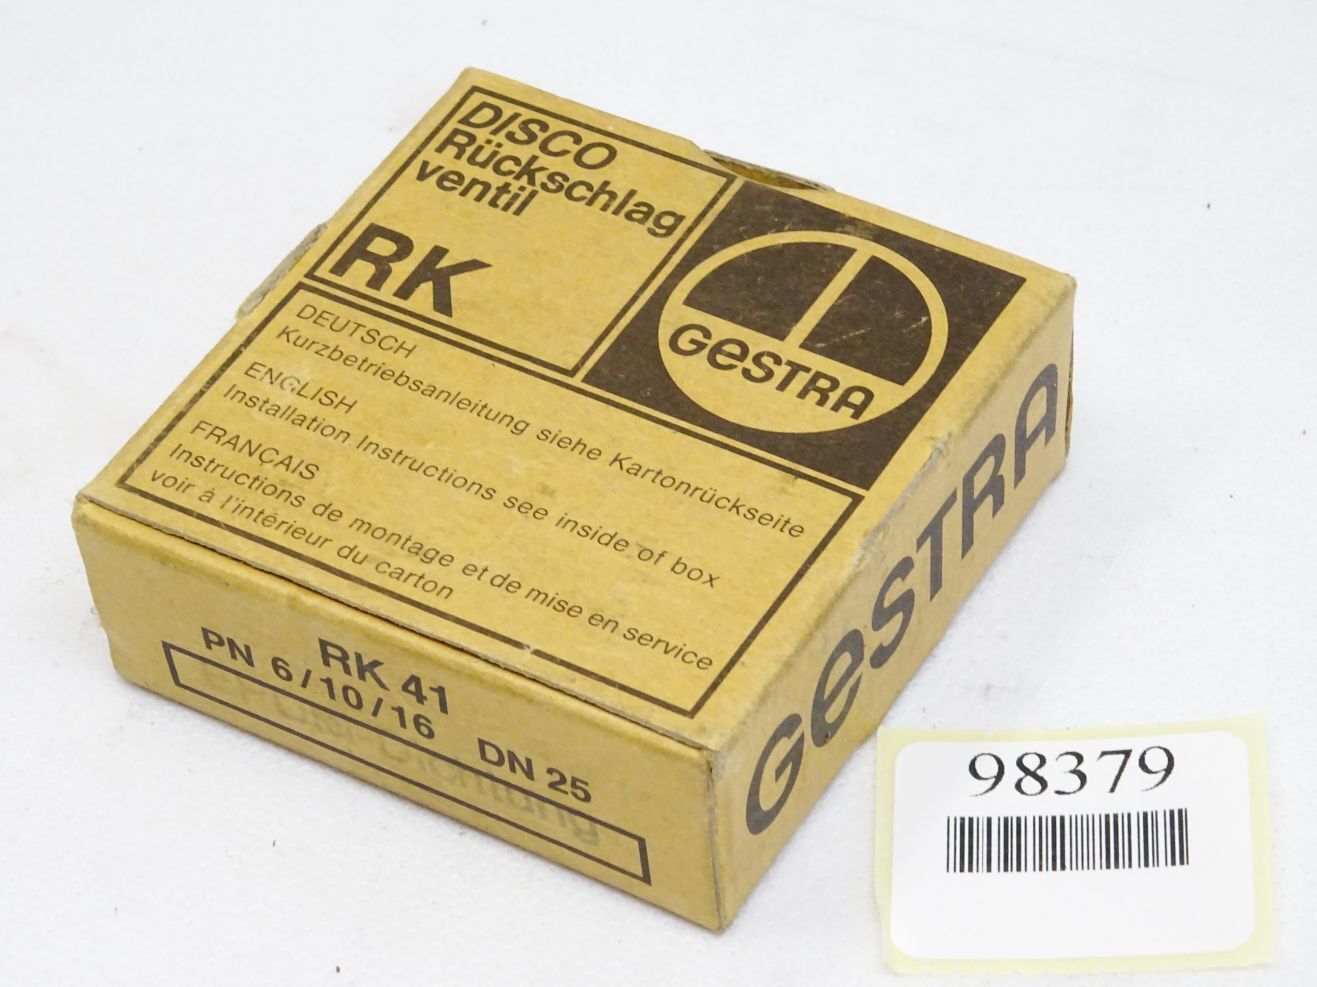 DISCO
Rückschlag
ventil
RK
GESTRA
DEUTSCH
Kurzbetriebsanleitung siehe Kartonrückseite
ENGLISH
Installation Instructions see inside of box
FRANÇAIS
Instructions de montage et de mise en service
voir à l'intérieur du carton
RK 41
PN 6/10/16 DN 25
GESTRA
98379